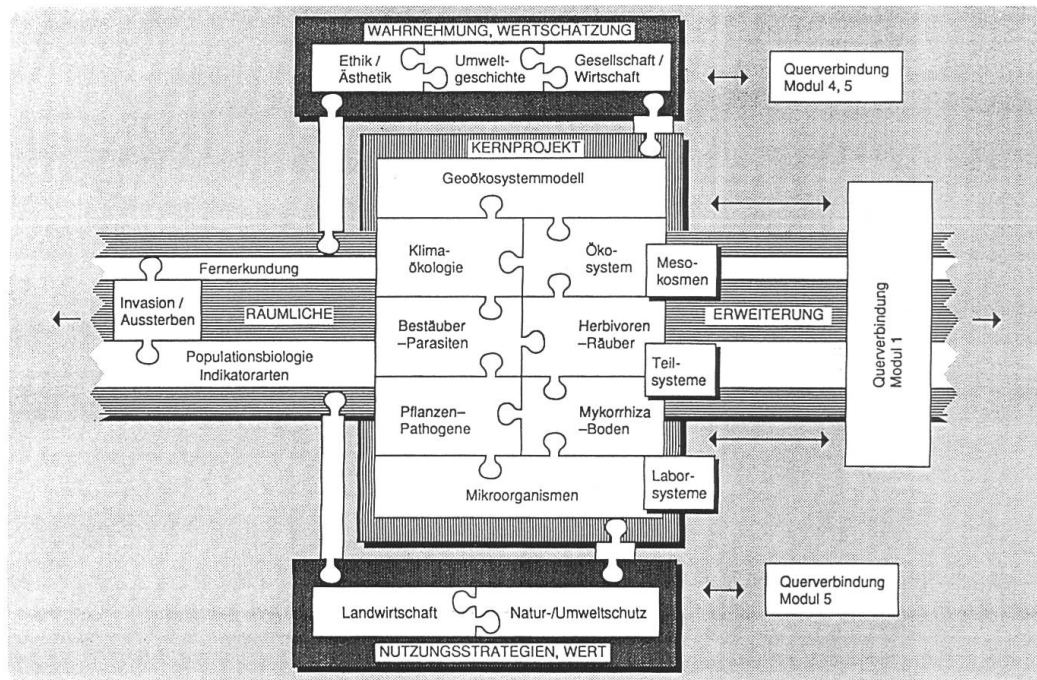 WAHRNEHMUNG, WERTSCHÄTZUNG
Ethik /
Ästhetik
Umwelt-
geschichte
Gesellschaft /
Wirtschaft
Querverbindung
Modul 4, 5
KERNPROJEKT
Geoökosystemmodell
Klima-
ökologie
Öko-
system
Meso-
kosmen
Fernerkundung
Invasion /
Aussterben
RÄUMLICHE
Bestäuber
–Parasiten
Herbivoren
–Räuber
ERWEITERUNG
Querverbindung
Modul 1
Populationsbiologie
Indikatorarten
Teil-
systeme
Pflanzen–
Pathogene
Mykorrhiza
–Boden
Mikroorganismen
Labor-
systeme
Landwirtschaft
Natur-/Umweltschutz
Querverbindung
Modul 5
NUTZUNGSSTRATEGIEN, WERT